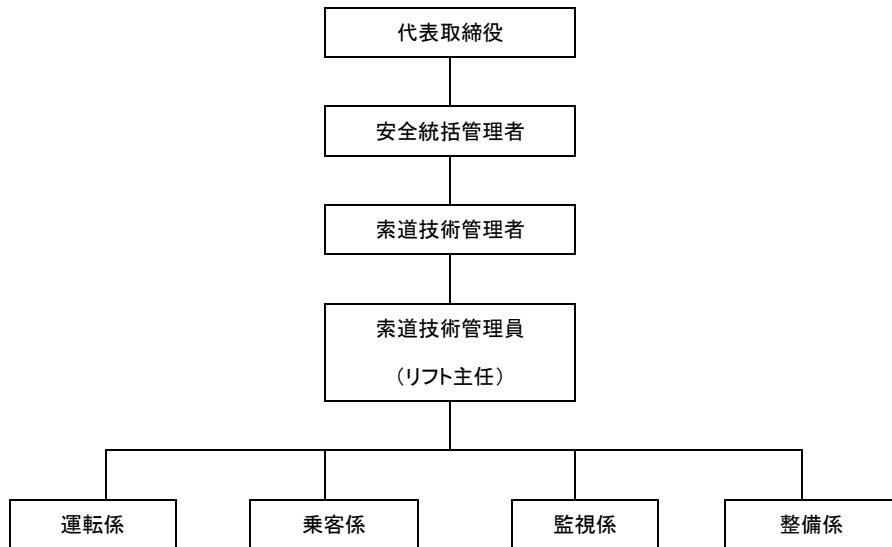 代表取締役
安全統括管理者
索道技術管理者
索道技術管理員
（リフト主任）
運転係
乗客係
監視係
整備係